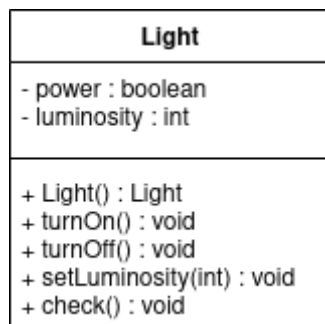 Light
- power : boolean
- luminosity : int
+ Light() : Light
+ turnOn() : void
+ turnOff() : void
+ setLuminosity(int) : void
+ check() : void